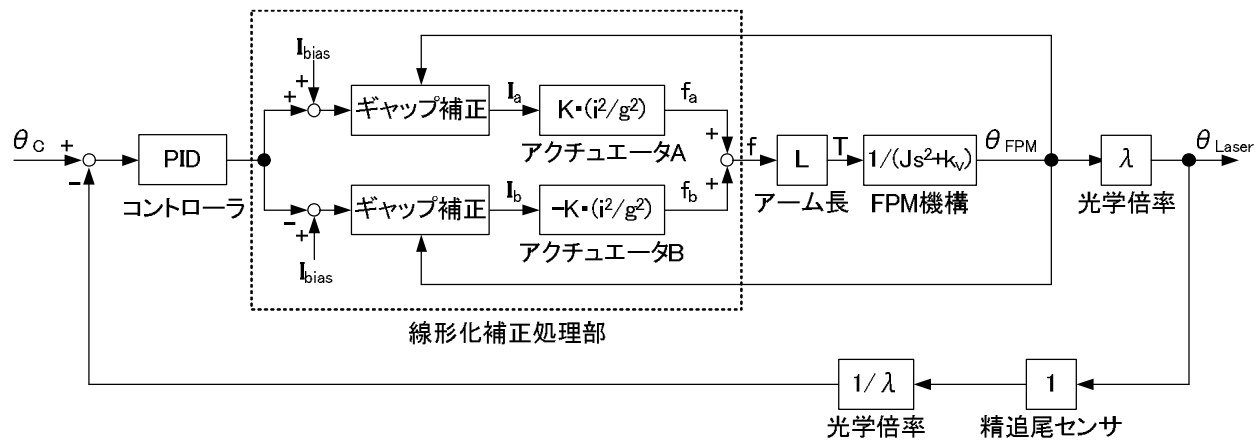 I_bias
+
+
ギャップ補正
I_a
K・(i²/g²)
f_a
アクチュエータA
+
θ_C
+
-
PID
コントローラ
f
L
アーム長
T
1/(Js²+k_V)
FPM機構
θ_FPM
λ
光学倍率
θ_Laser
-
+
I_bias
ギャップ補正
I_b
-K・(i²/g²)
f_b
アクチュエータB
+
線形化補正処理部
1/λ
光学倍率
1
精追尾センサ